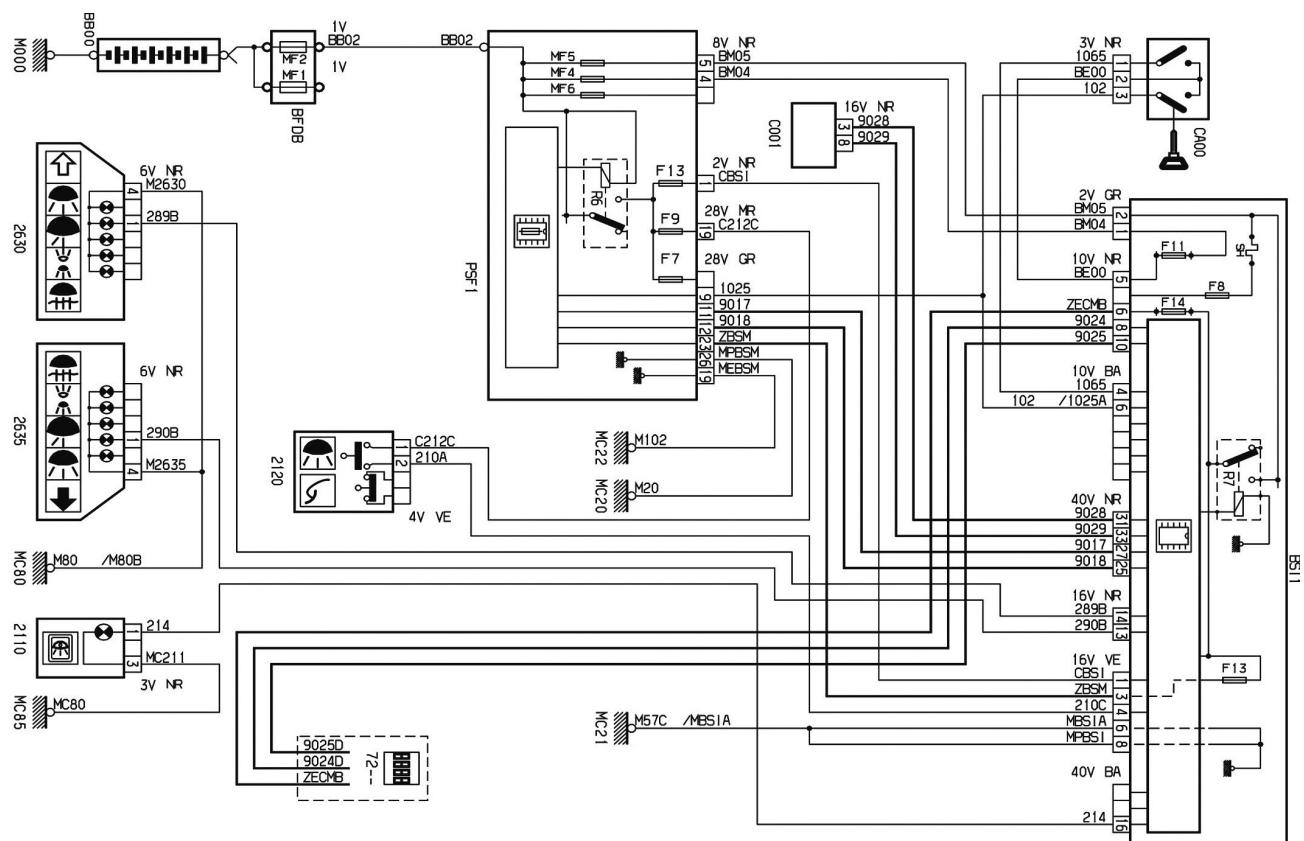 M000
BB00
1V
BB02
MF2
MF1
1V
BFDB
BB02
MF5
MF4
MF6
8V NR
BM05
5
BM04
4
R6
F13
2V NR
CBSI
1
F9
28V MR
C212C
19
F7
28V GR
1025
9
9017
11
9018
12
ZBSM
23
MPBSM
26
MEBSM
19
PSF1
16V NR
9028
3
9029
8
C001
3V NR
1065
1
BE00
2
102
3
CA00
2V GR
BM05
2
BM04
1
F11
SH
10V NR
BE00
5
F8
ZECMB
6
F14
9024
8
9025
10
10V BA
1065
4
102 /1025A
6
R7
40V NR
9028
31
9029
33
9017
27
9018
25
16V NR
289B
14
290B
13
16V VE
CBSI
1
F13
ZBSM
3
210C
4
MBSIA
6
MPBSI
8
40V BA
214
16
BSI1
2630
6V NR
M2630
4
289B
1
2635
6V NR
290B
1
M2635
4
MC80
M80 /M80B
2110
214
1
MC211
3
3V NR
MC85
MC80
2120
C212C
1
210A
2
4V VE
MC22
M102
MC20
M20
MC21
M57C /MBSIA
9025D
9024D
ZECMB
72--